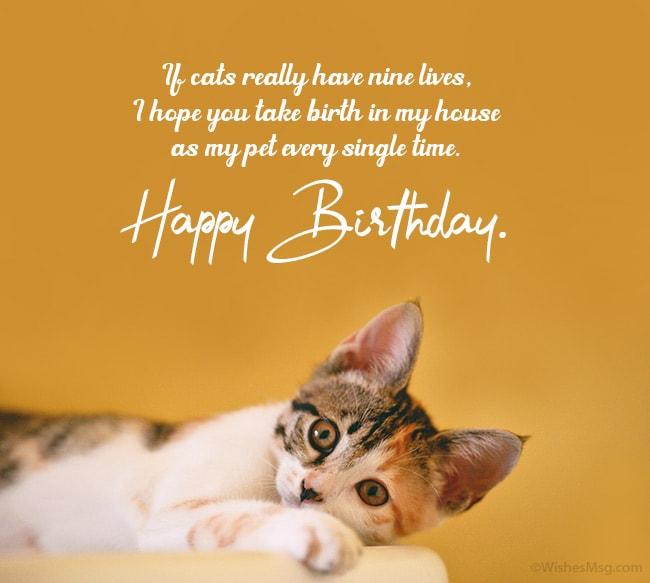 If cats really have nine lives,
I hope you take birth in my house
as my pet every single time.
Happy Birthday.
©WishesMsg.com